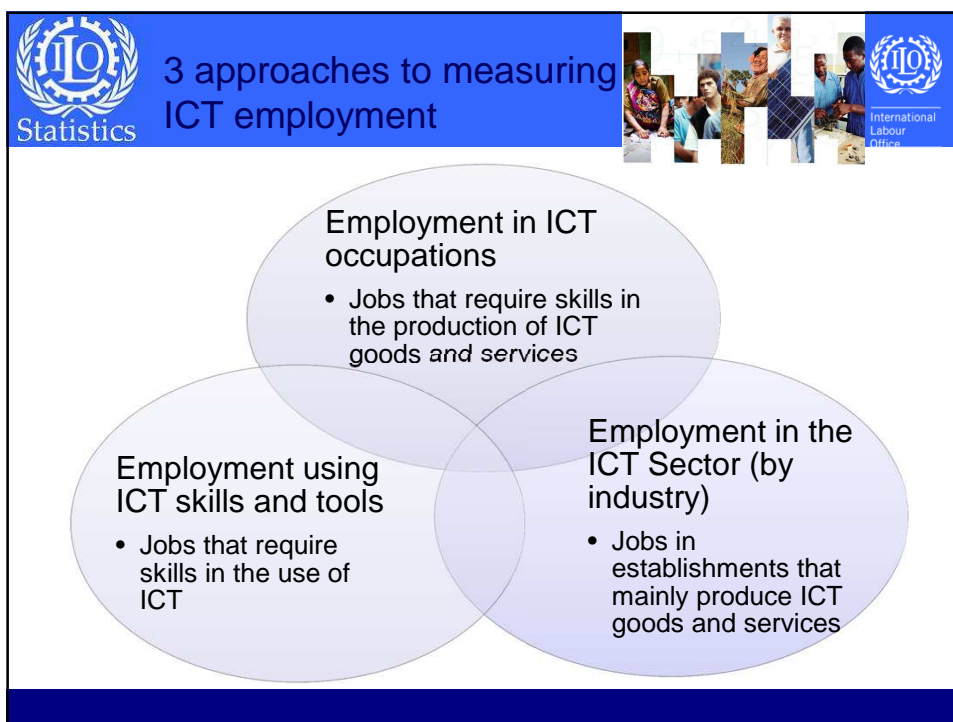 ILO
Statistics
3 approaches to measuring
ICT employment
ILO
International
Labour
Office
Employment in ICT
occupations
• Jobs that require skills in
the production of ICT
goods and services
Employment using
ICT skills and tools
• Jobs that require
skills in the use of
ICT
Employment in the
ICT Sector (by
industry)
• Jobs in
establishments that
mainly produce ICT
goods and services